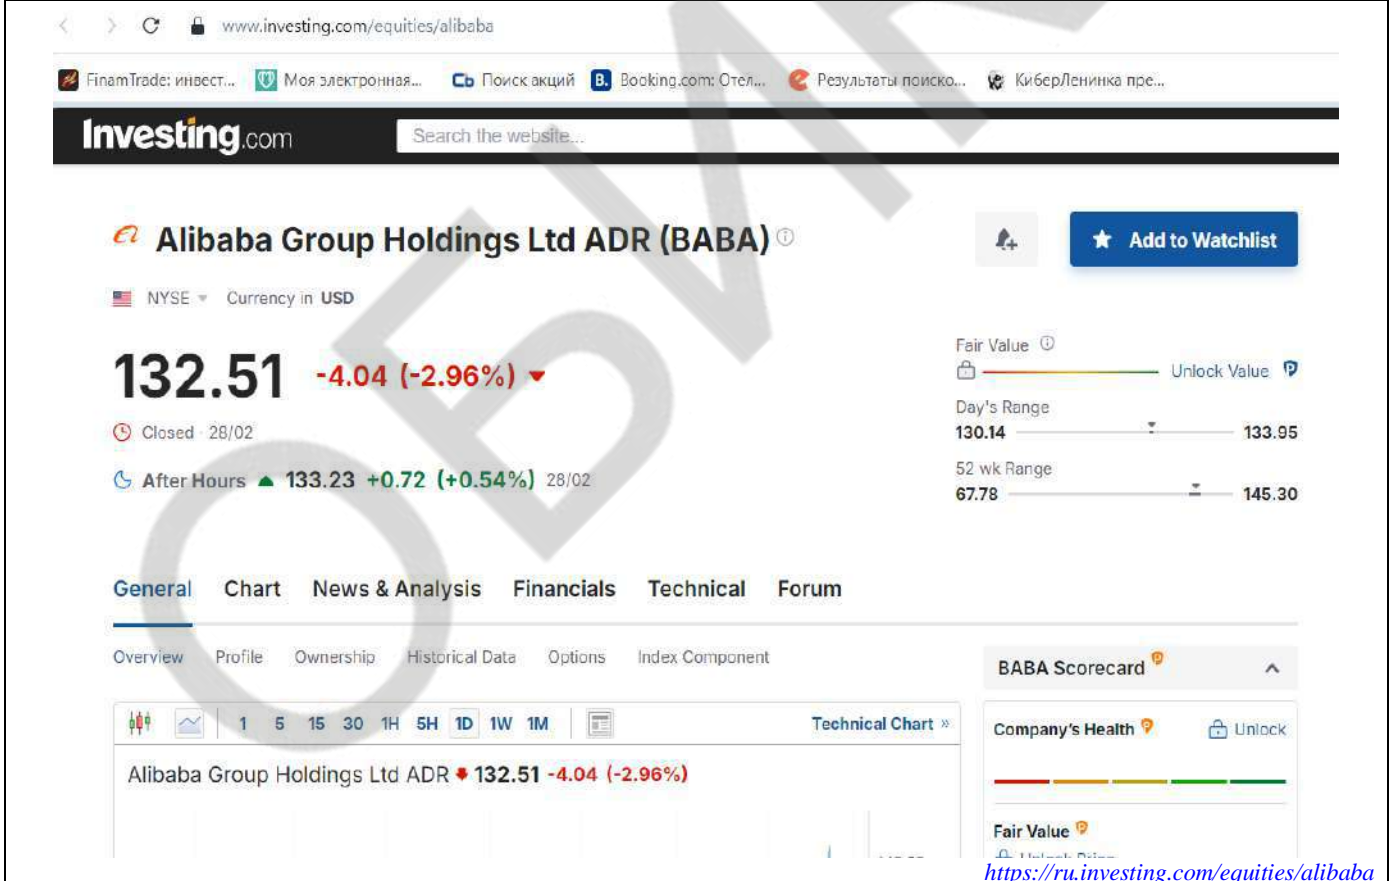 www.investing.com/equities/alibaba
FinamTrade: инвест... Моя электронная... Сь Поиск акций B. Booking.com: Отел... Результаты поиско... КиберЛенинка пре...
Investing.com Search the website...
Alibaba Group Holdings Ltd ADR (BABA)
Add to Watchlist
NYSE Currency in USD
132.51 -4.04 (-2.96%)
Closed · 28/02
After Hours 133.23 +0.72 (+0.54%) 28/02
Fair Value
Unlock Value
Day's Range
130.14 133.95
52 wk Range
67.78 145.30
General Chart News & Analysis Financials Technical Forum
Overview Profile Ownership Historical Data Options Index Component
1 5 15 30 1H 5H 1D 1W 1M Technical Chart »
Alibaba Group Holdings Ltd ADR 132.51 -4.04 (-2.96%)
BABA Scorecard
Company's Health Unlock
Fair Value
https://ru.investing.com/equities/alibaba